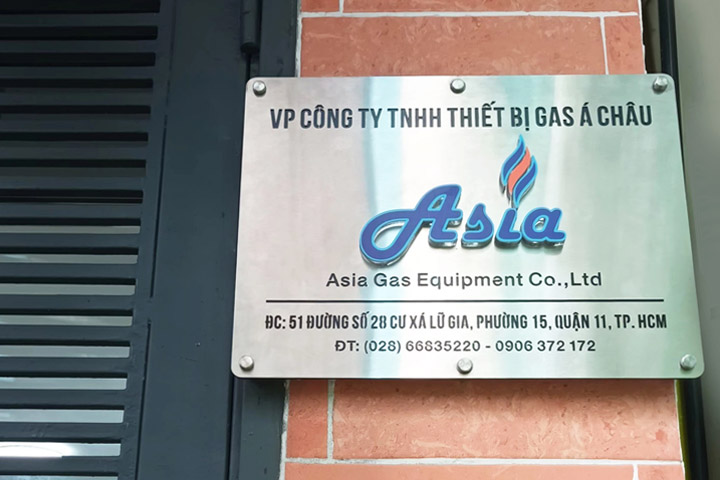 VP CÔNG TY TNHH THIẾT BỊ GAS Á CHÂU
Asia
Asia Gas Equipment Co.,Ltd
ĐC: 51 ĐƯỜNG SỐ 28 CƯ XÁ LŨ GIA, PHƯỜNG 15, QUẬN 11, TP. HCM
ĐT: (028) 66835220 - 0906 372 172